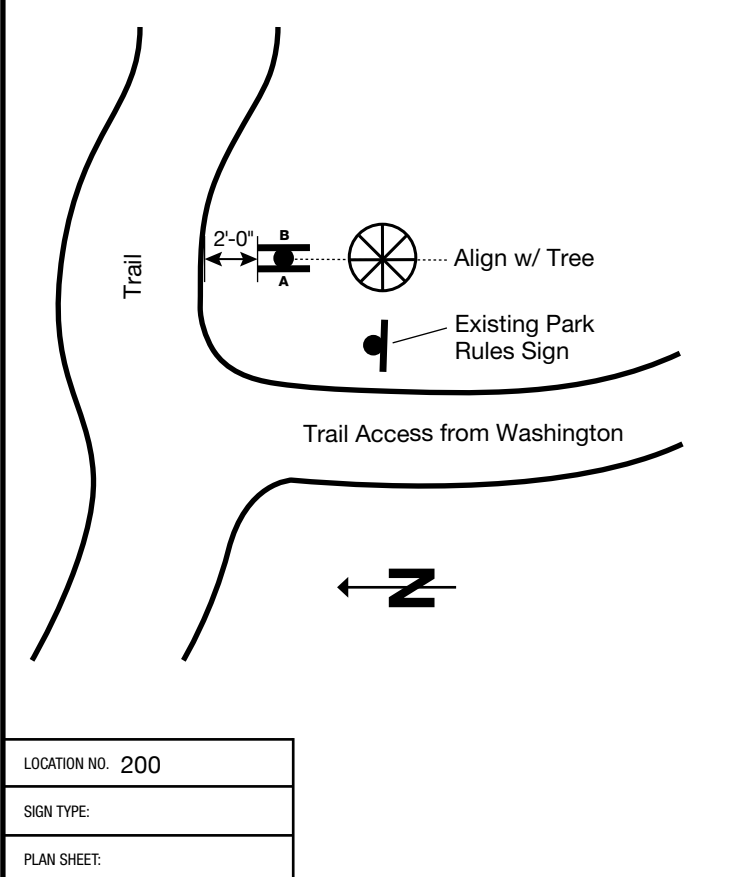 2'-0"
B
A
Trail
Align w/ Tree
Existing Park
Rules Sign
Trail Access from Washington
N
LOCATION NO. 200
SIGN TYPE:
PLAN SHEET: